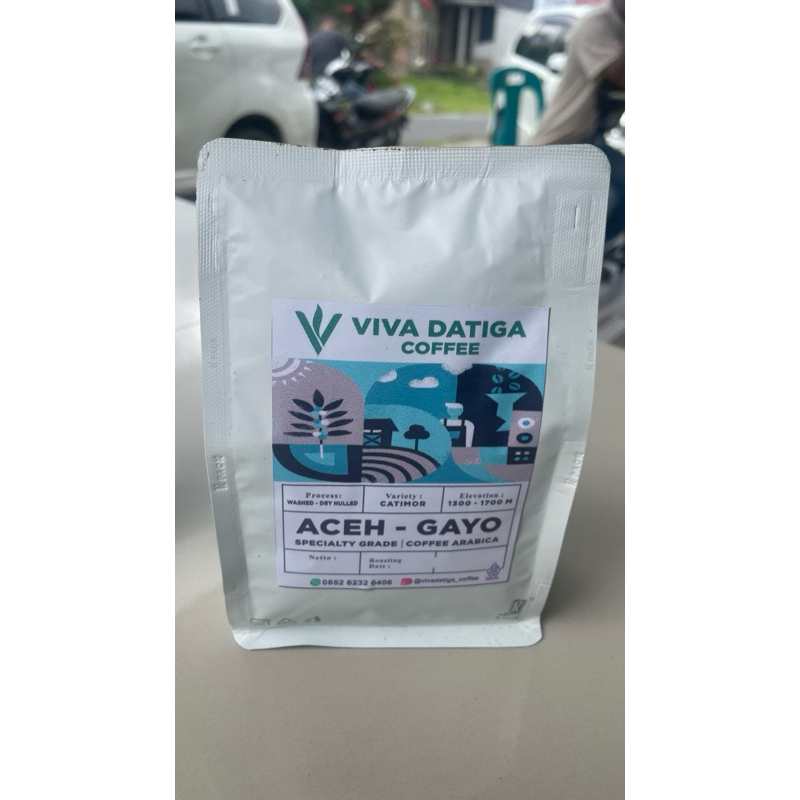 VIVA DATIGA
COFFEE
Process: Variety : Elevation :
WASHED - DRY HULLED CATIMOR 1300 - 1700 M
ACEH - GAYO
SPECIALTY GRADE | COFFEE ARABICA
Netto : Roasting
Date :
0852 6232 6406 @vivadatiga_coffee